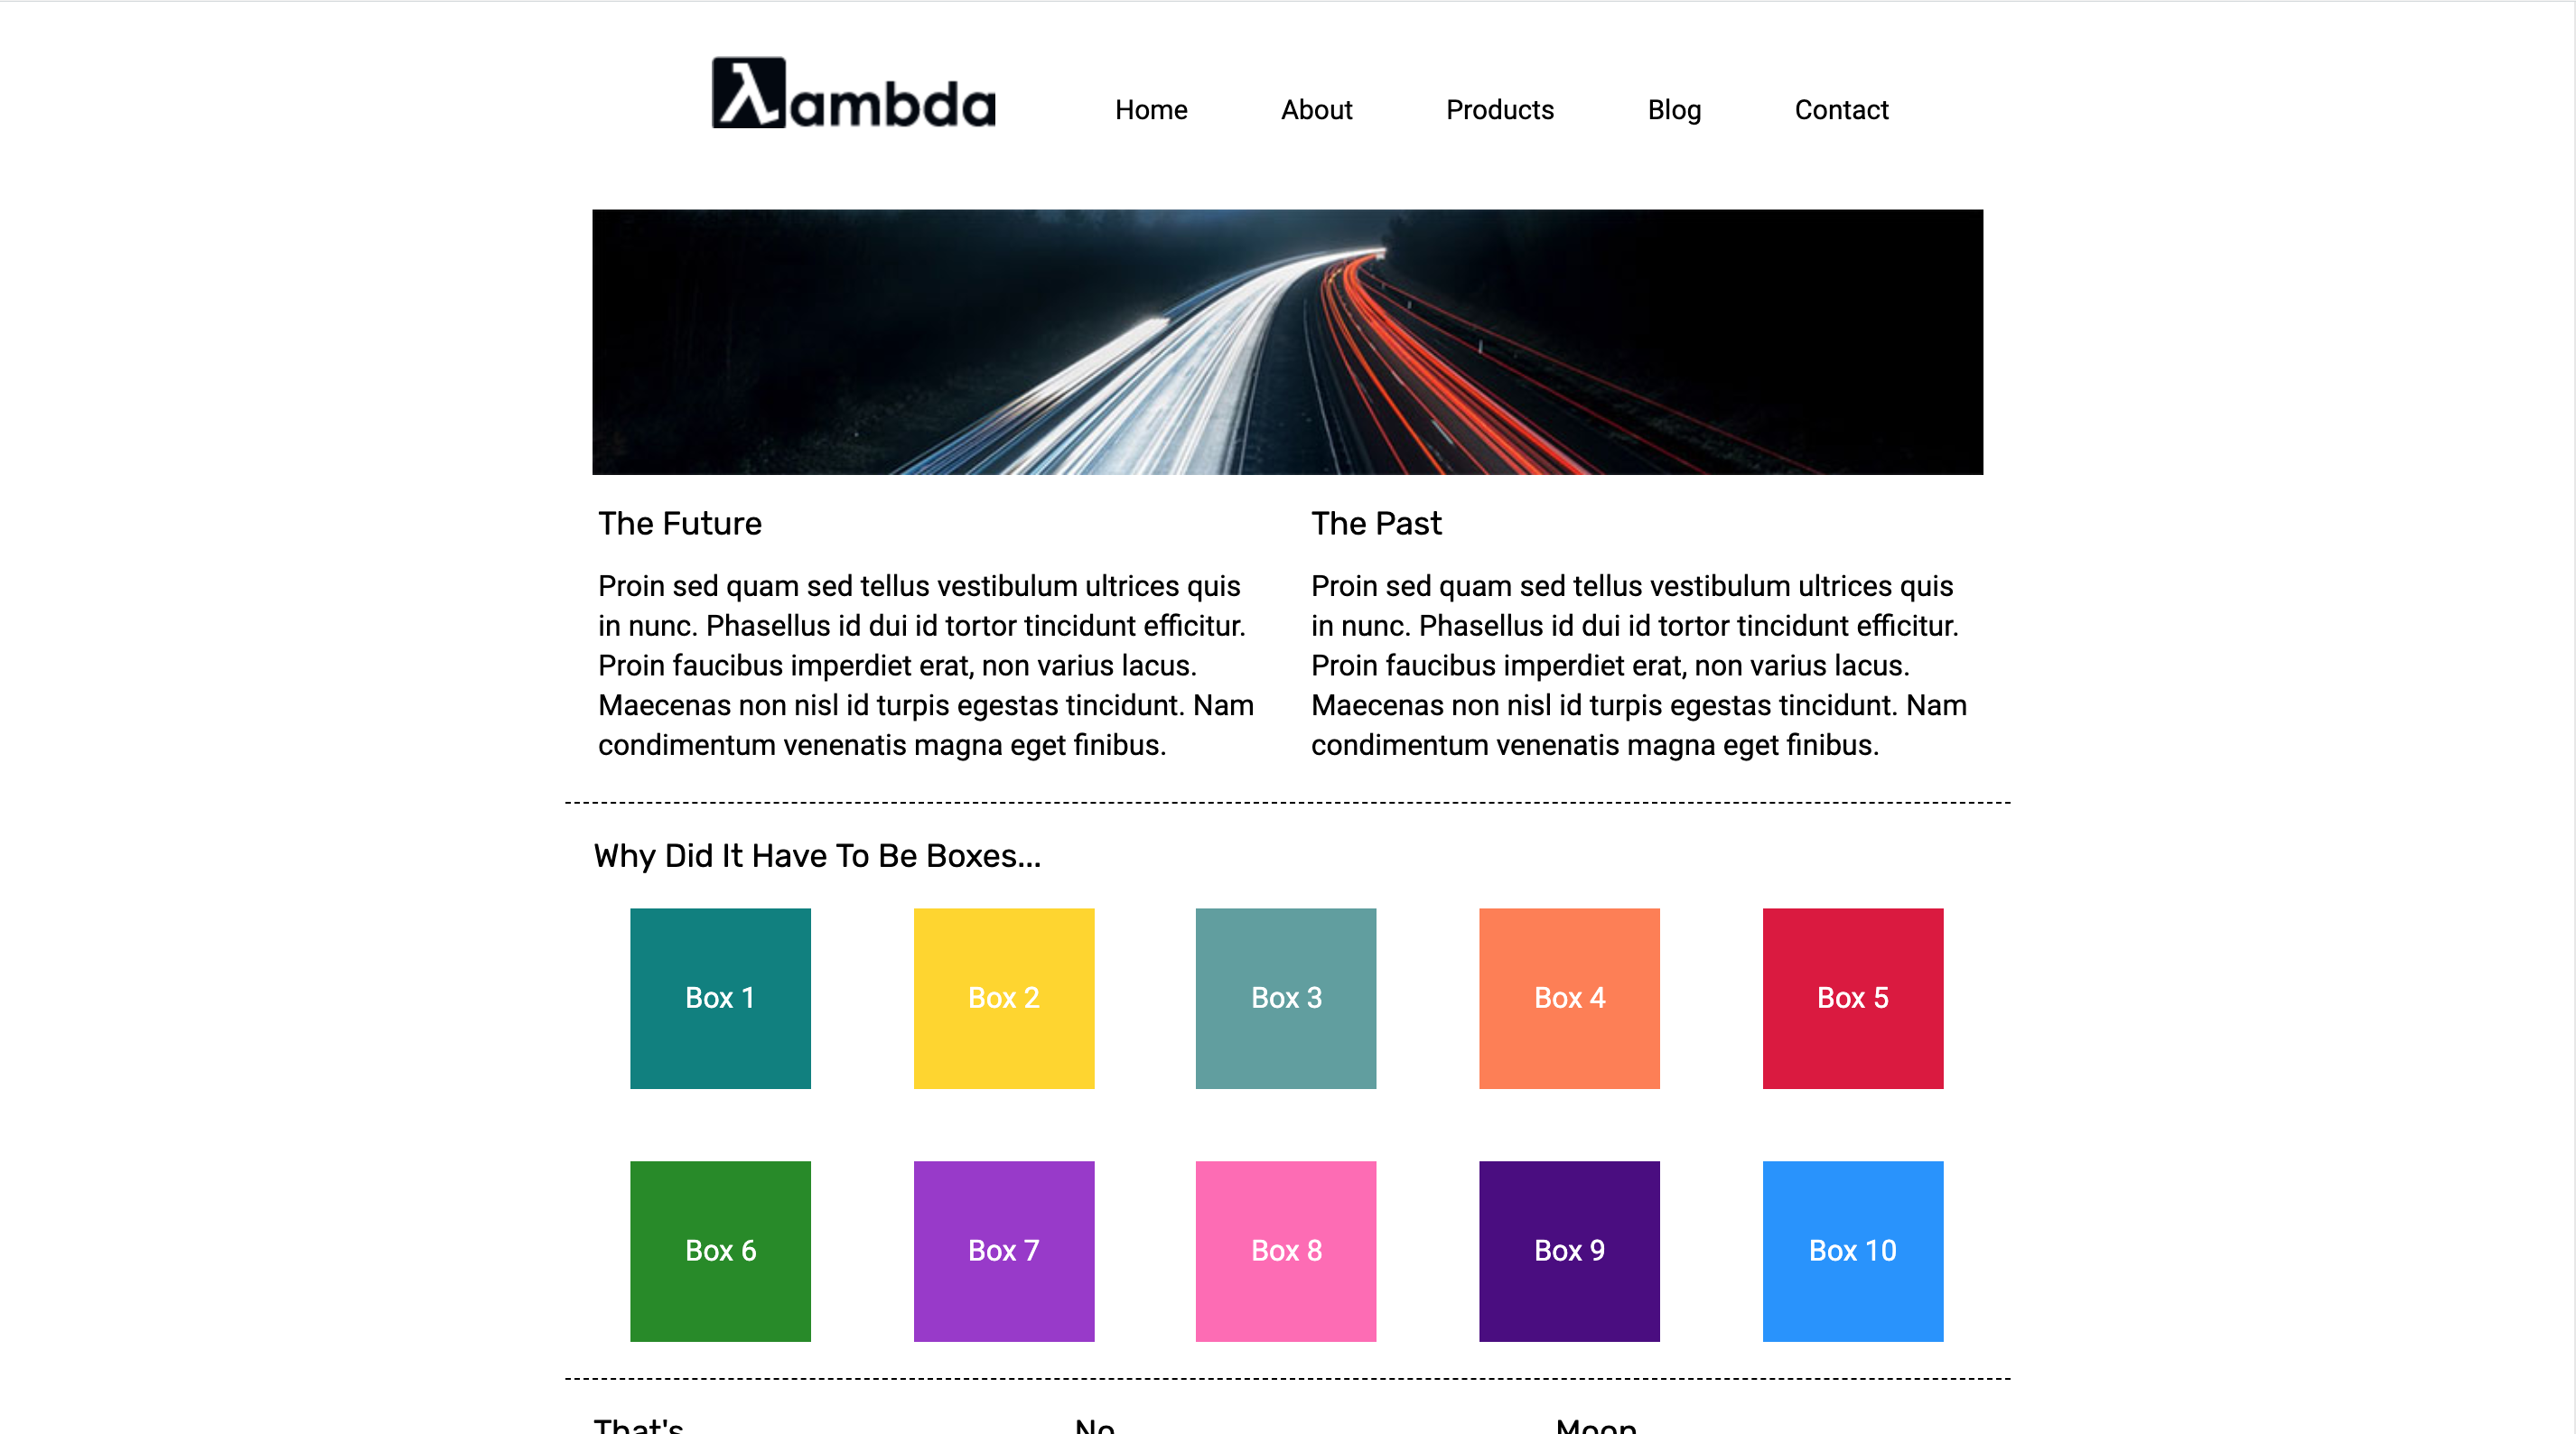 λambda
Home About Products Blog Contact
The Future
Proin sed quam sed tellus vestibulum ultrices quis
in nunc. Phasellus id dui id tortor tincidunt efficitur.
Proin faucibus imperdiet erat, non varius lacus.
Maecenas non nisl id turpis egestas tincidunt. Nam
condimentum venenatis magna eget finibus.
The Past
Proin sed quam sed tellus vestibulum ultrices quis
in nunc. Phasellus id dui id tortor tincidunt efficitur.
Proin faucibus imperdiet erat, non varius lacus.
Maecenas non nisl id turpis egestas tincidunt. Nam
condimentum venenatis magna eget finibus.
Why Did It Have To Be Boxes...
Box 1 Box 2 Box 3 Box 4 Box 5
Box 6 Box 7 Box 8 Box 9 Box 10
That's No Moon